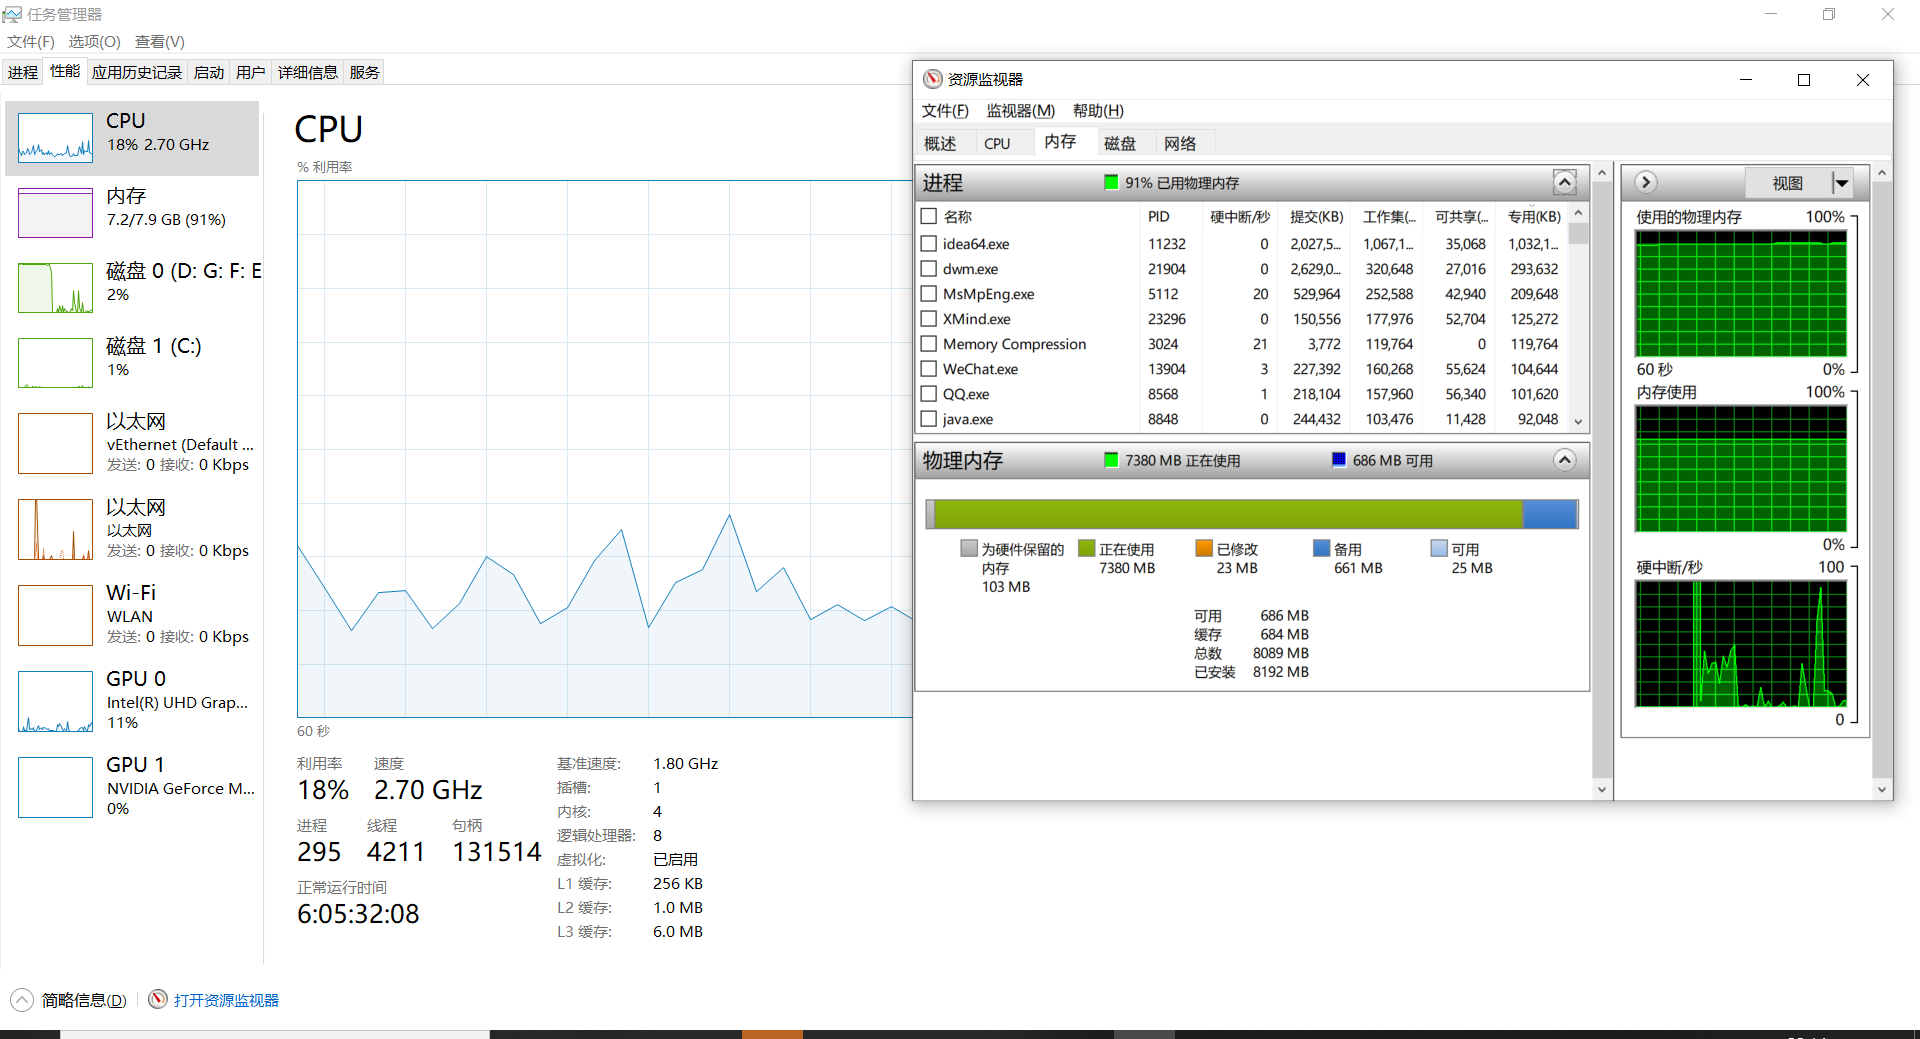 任务管理器
文件(F) 选项(O) 查看(V)
进程 性能 应用历史记录 启动 用户 详细信息 服务
CPU
18% 2.70 GHz
内存
7.2/7.9 GB (91%)
磁盘 0 (D: G: F: E
2%
磁盘 1 (C:)
1%
以太网
vEthernet (Default ...
发送: 0 接收: 0 Kbps
以太网
以太网
发送: 0 接收: 0 Kbps
Wi-Fi
WLAN
发送: 0 接收: 0 Kbps
GPU 0
Intel(R) UHD Grap...
11%
GPU 1
NVIDIA GeForce M...
0%
CPU
% 利用率
60 秒
利用率 速度
18% 2.70 GHz
进程 线程 句柄
295 4211 131514
正常运行时间
6:05:32:08
基准速度: 1.80 GHz
插槽: 1
内核: 4
逻辑处理器: 8
虚拟化: 已启用
L1 缓存: 256 KB
L2 缓存: 1.0 MB
L3 缓存: 6.0 MB
简略信息(D) 打开资源监视器
资源监视器
文件(F) 监视器(M) 帮助(H)
概述 CPU 内存 磁盘 网络
进程 91% 已用物理内存
名称 PID 硬中断/秒 提交(KB) 工作集(... 可共享(... 专用(KB)
idea64.exe 11232 0 2,027,5... 1,067,1... 35,068 1,032,1...
dwm.exe 21904 0 2,629,0... 320,648 27,016 293,632
MsMpEng.exe 5112 20 529,964 252,588 42,940 209,648
XMind.exe 23296 0 150,556 177,976 52,704 125,272
Memory Compression 3024 21 3,772 119,764 0 119,764
WeChat.exe 13904 3 227,392 160,268 55,624 104,644
QQ.exe 8568 1 218,104 157,960 56,340 101,620
java.exe 8848 0 244,432 103,476 11,428 92,048
物理内存 7380 MB 正在使用 686 MB 可用
为硬件保留的内存 103 MB
正在使用 7380 MB
已修改 23 MB
备用 661 MB
可用 25 MB
可用 686 MB
缓存 684 MB
总数 8089 MB
已安装 8192 MB
视图
使用的物理内存 100%
60 秒 0%
内存使用 100%
0%
硬中断/秒 100
0